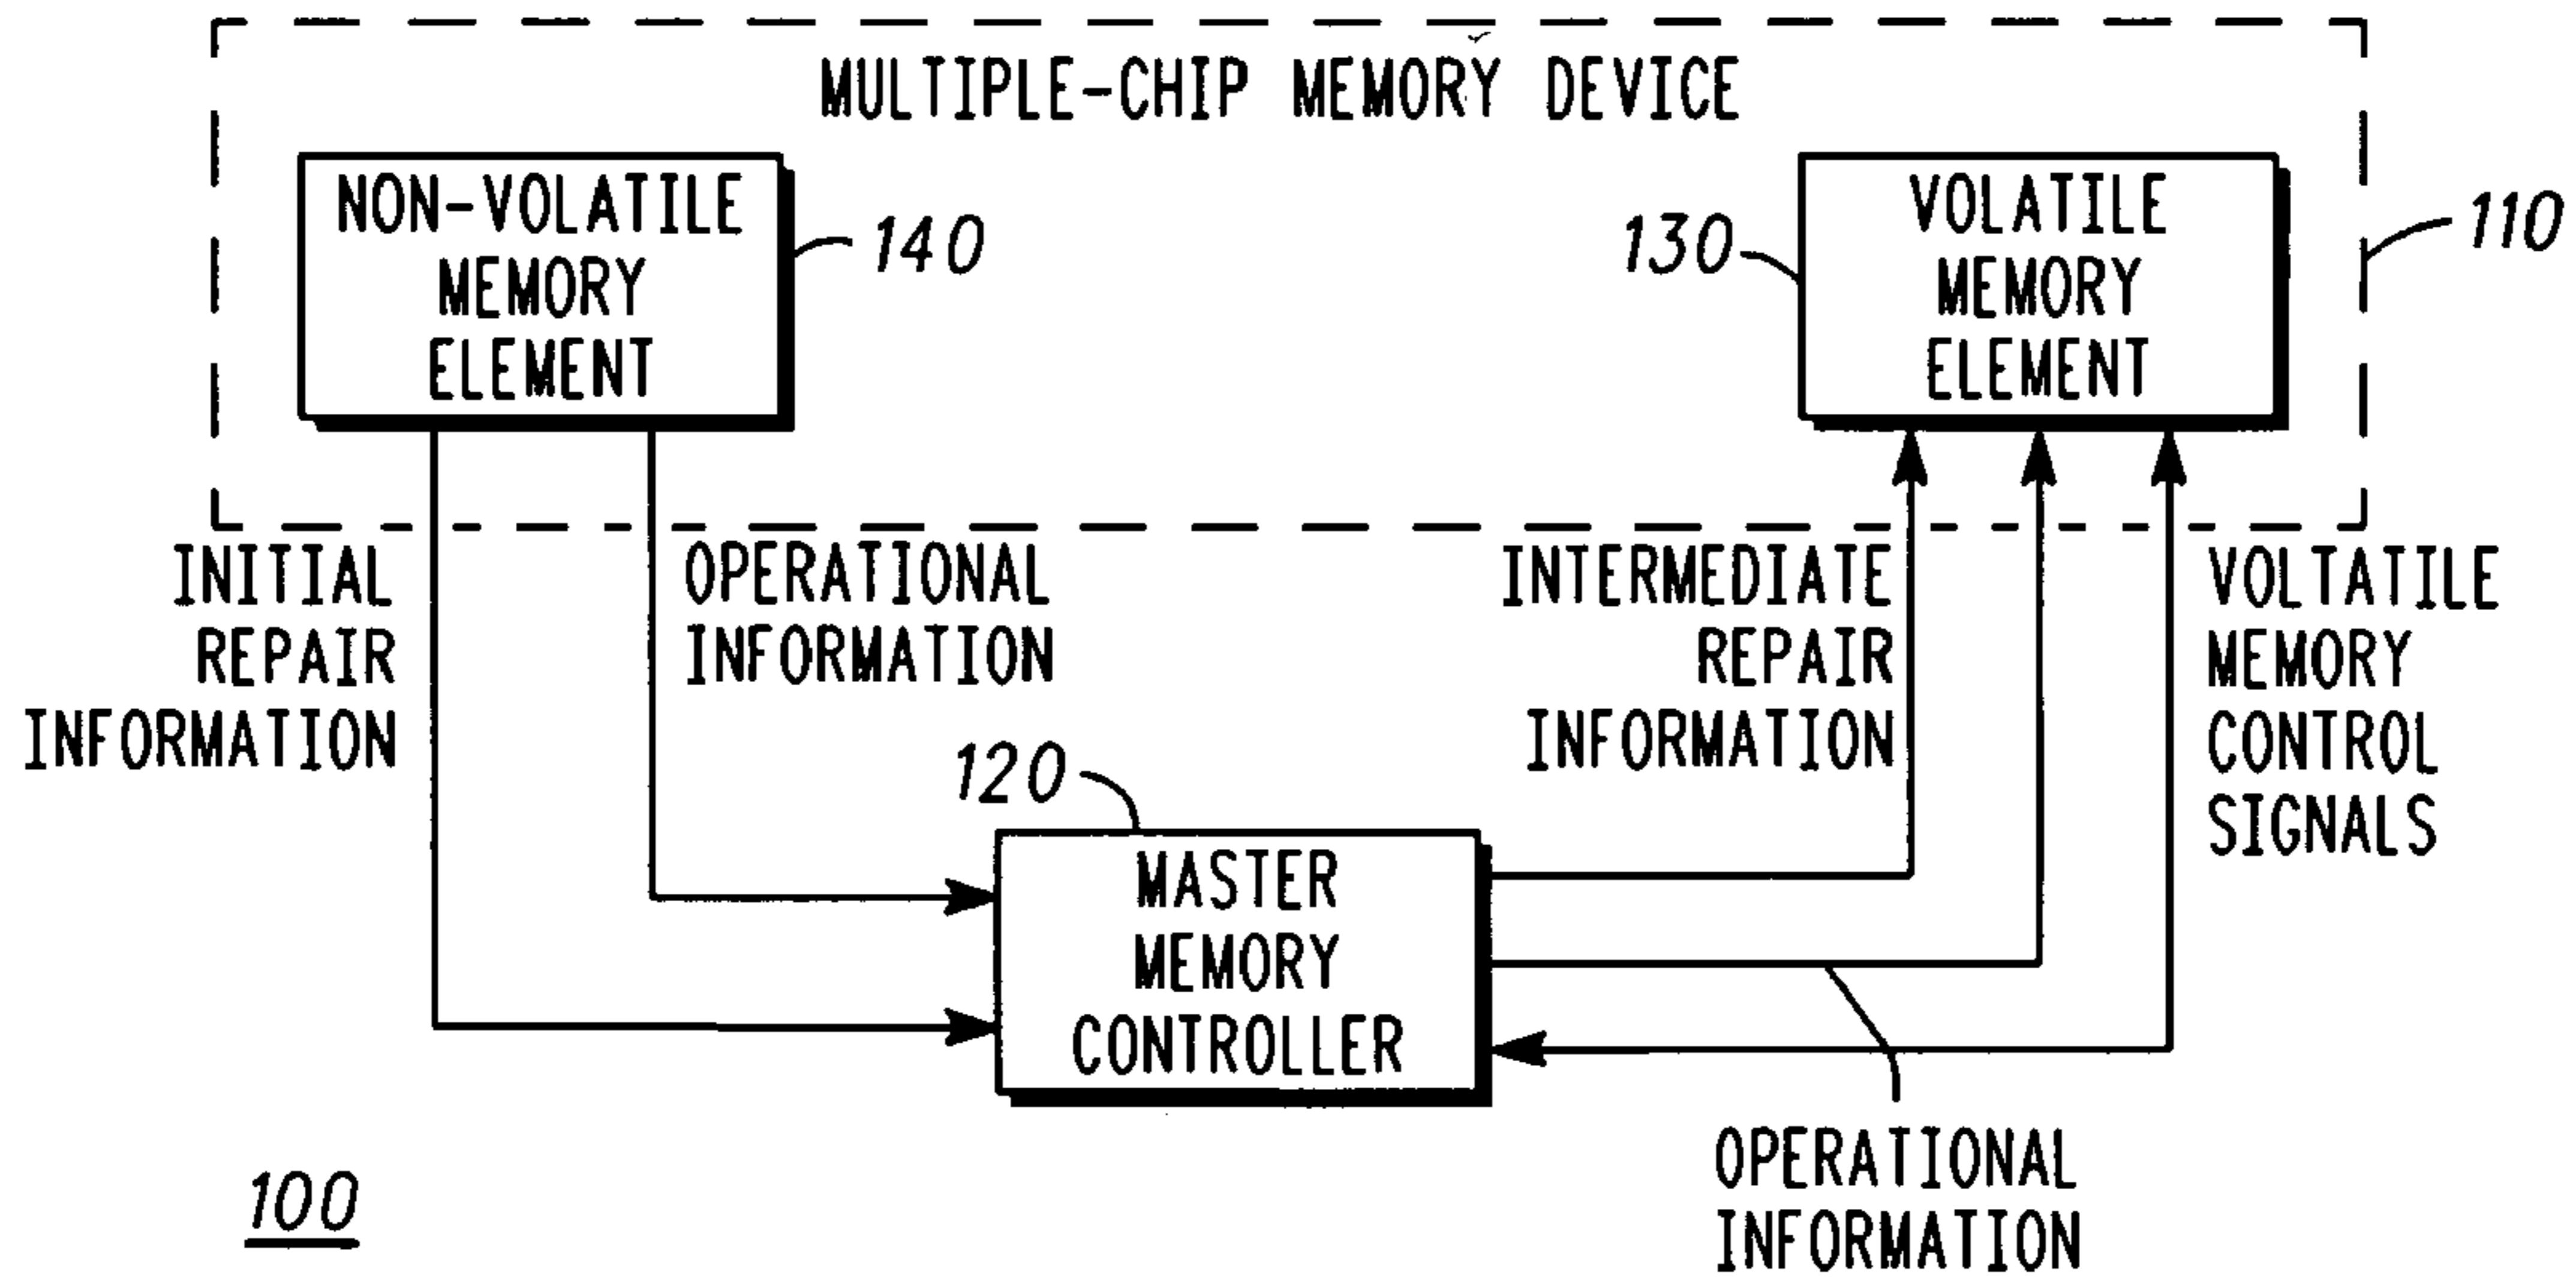 MULTIPLE-CHIP MEMORY DEVICE
NON-VOLATILE
MEMORY
ELEMENT
140
130
VOLATILE
MEMORY
ELEMENT
110
INITIAL
REPAIR
INFORMATION
OPERATIONAL
INFORMATION
INTERMEDIATE
REPAIR
INFORMATION
VOLTATILE
MEMORY
CONTROL
SIGNALS
120
MASTER
MEMORY
CONTROLLER
OPERATIONAL
INFORMATION
100